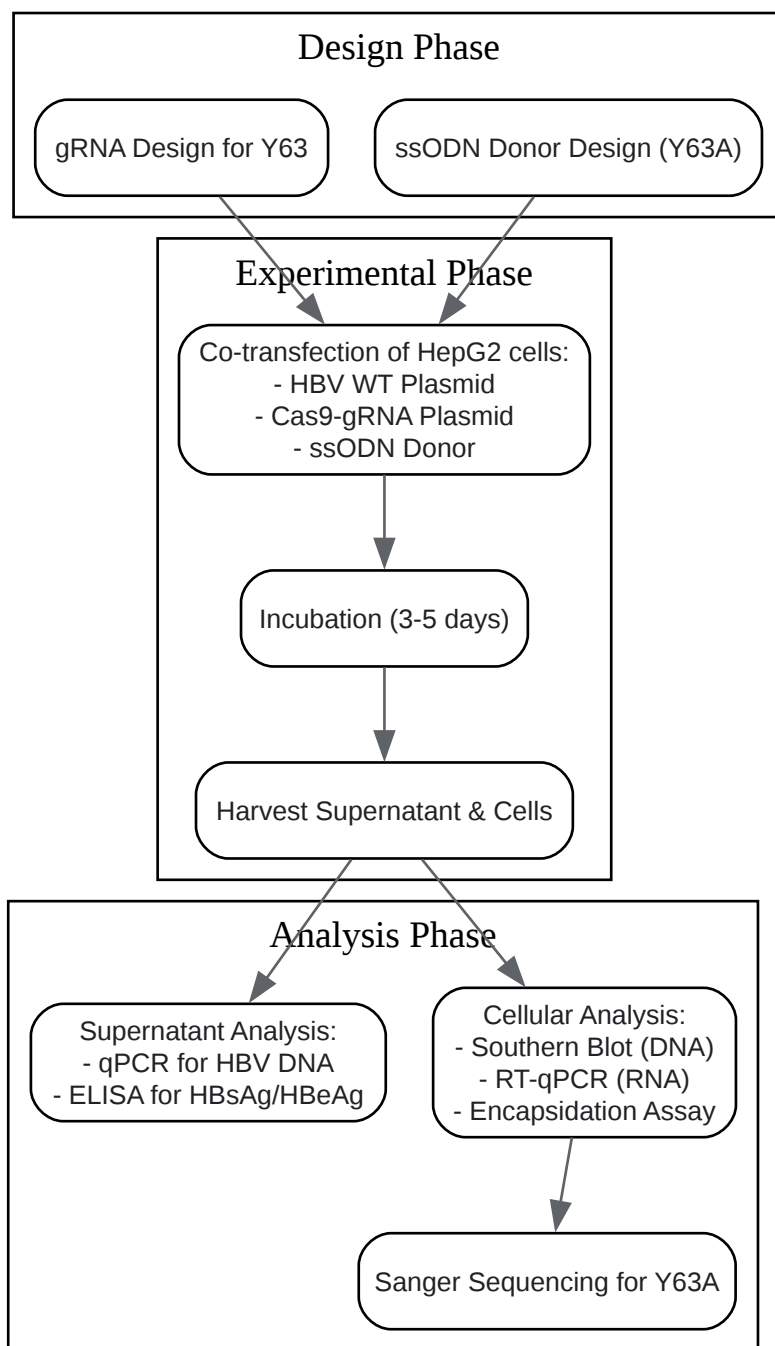 Design Phase
gRNA Design for Y63
ssODN Donor Design (Y63A)
Experimental Phase
Co-transfection of HepG2 cells:
- HBV WT Plasmid
- Cas9-gRNA Plasmid
- ssODN Donor
Incubation (3-5 days)
Harvest Supernatant & Cells
Analysis Phase
Supernatant Analysis:
- qPCR for HBV DNA
- ELISA for HBsAg/HBeAg
Cellular Analysis:
- Southern Blot (DNA)
- RT-qPCR (RNA)
- Encapsidation Assay
Sanger Sequencing for Y63A